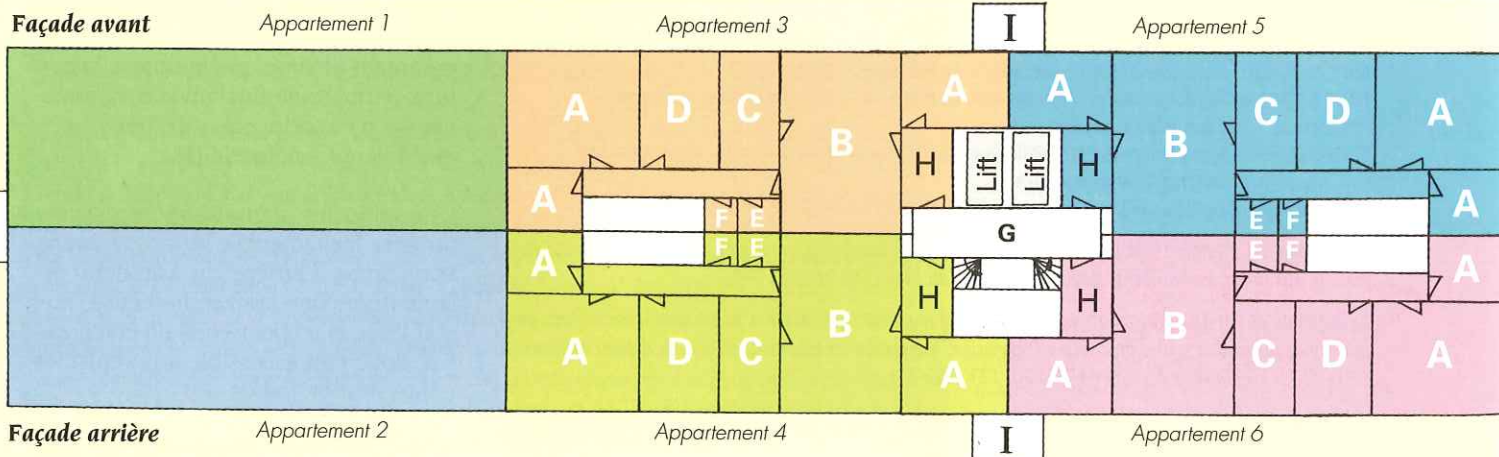 Façade avant Appartement 1 Appartement 3 I Appartement 5
A D C B A A B C D A
H Lift Lift H
A F E G E F A
A F E E F A
H H
A D C B A A B C D A
Façade arrière Appartement 2 Appartement 4 I Appartement 6